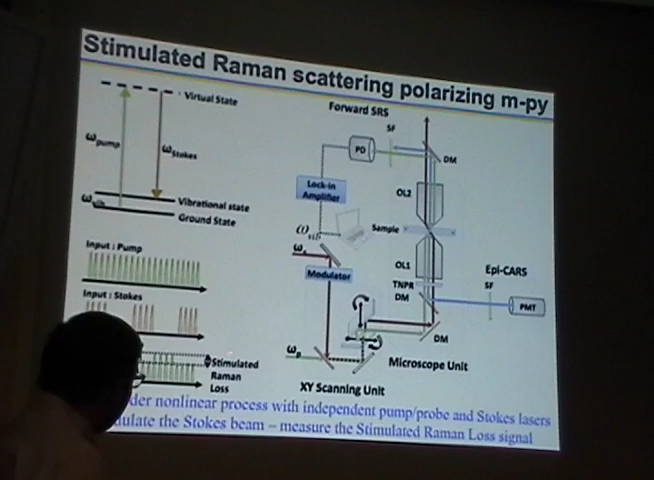 Stimulated Raman scattering polarizing m-py
Virtual State
ωpump
ωStokes
Vibrational state
Ground State
Input : Pump
Input : Stokes
Stimulated
Raman
Loss
Forward SRS
SF
PD
DM
Lock-in
Amplifier
OL2
Sample
Modulator
OL1
TNPR
DM
Epi-CARS
SF
PMT
DM
ωp
Microscope Unit
XY Scanning Unit
der nonlinear process with independent pump/probe and Stokes lasers
dulate the Stokes beam – measure the Stimulated Raman Loss signal